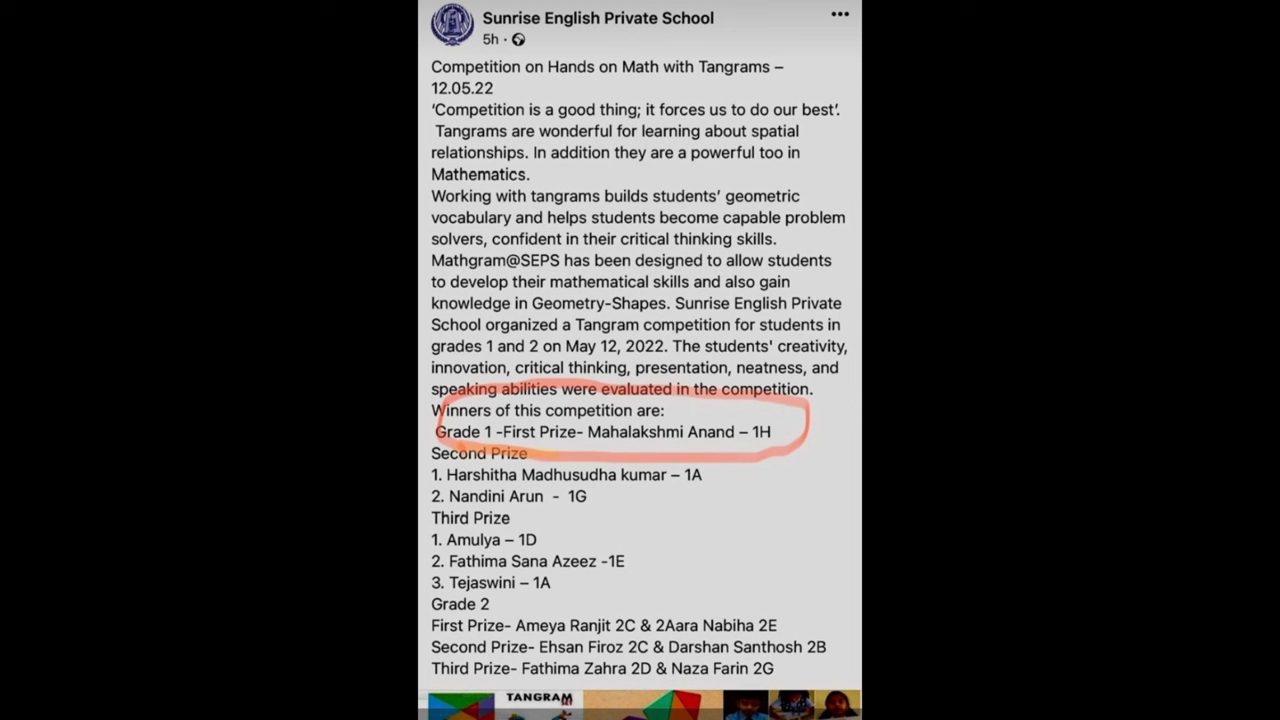 Sunrise English Private School
5h ·
Competition on Hands on Math with Tangrams –
12.05.22
‘Competition is a good thing; it forces us to do our best’.
Tangrams are wonderful for learning about spatial
relationships. In addition they are a powerful too in
Mathematics.
Working with tangrams builds students’ geometric
vocabulary and helps students become capable problem
solvers, confident in their critical thinking skills.
Mathgram@SEPS has been designed to allow students
to develop their mathematical skills and also gain
knowledge in Geometry-Shapes. Sunrise English Private
School organized a Tangram competition for students in
grades 1 and 2 on May 12, 2022. The students' creativity,
innovation, critical thinking, presentation, neatness, and
speaking abilities were evaluated in the competition.
Winners of this competition are:
Grade 1 -First Prize- Mahalakshmi Anand – 1H
Second Prize
1. Harshitha Madhusudha kumar – 1A
2. Nandini Arun - 1G
Third Prize
1. Amulya – 1D
2. Fathima Sana Azeez -1E
3. Tejaswini – 1A
Grade 2
First Prize- Ameya Ranjit 2C & 2Aara Nabiha 2E
Second Prize- Ehsan Firoz 2C & Darshan Santhosh 2B
Third Prize- Fathima Zahra 2D & Naza Farin 2G
TANGRAM